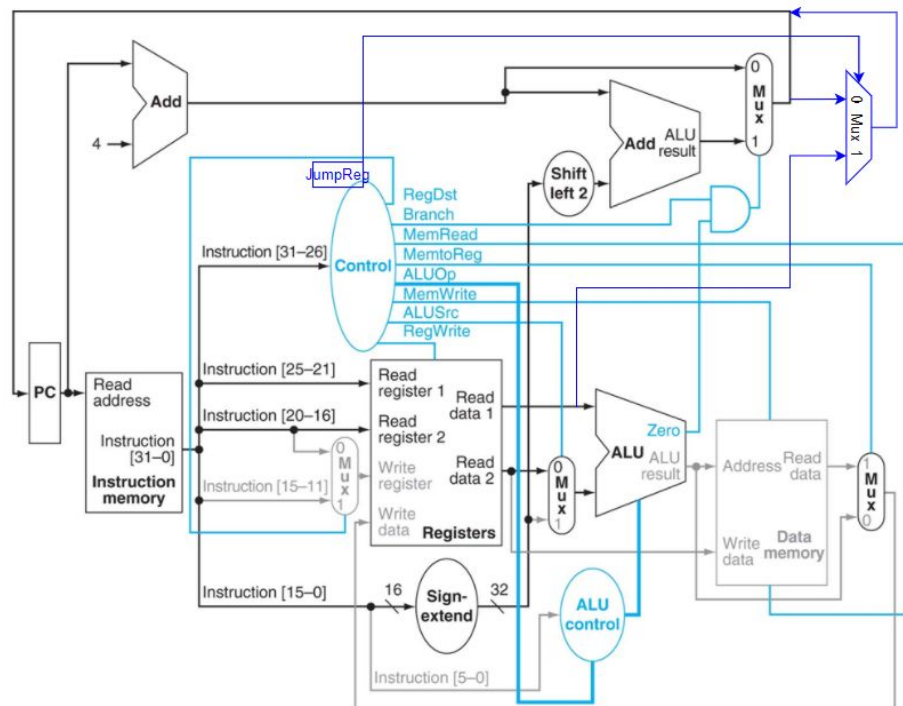 Add
4
0
Mux
1
Add
ALU
result
0 Mux 1
JumpReg
Shift
left 2
RegDst
Branch
MemRead
MemtoReg
ALUOp
MemWrite
ALUSrc
RegWrite
Control
Instruction [31–26]
PC
Read
address
Instruction
[31–0]
Instruction
memory
Instruction [25–21]
Instruction [20–16]
Instruction [15–11]
0
Mux
1
Read
register 1
Read
register 2
Write
register
Write
data
Read
data 1
Read
data 2
Registers
0
Mux
1
ALU
Zero
ALU
result
Address
Read
data
Write
data
Data
memory
1
Mux
0
Instruction [15–0]
16
Sign-
extend
32
ALU
control
Instruction [5–0]